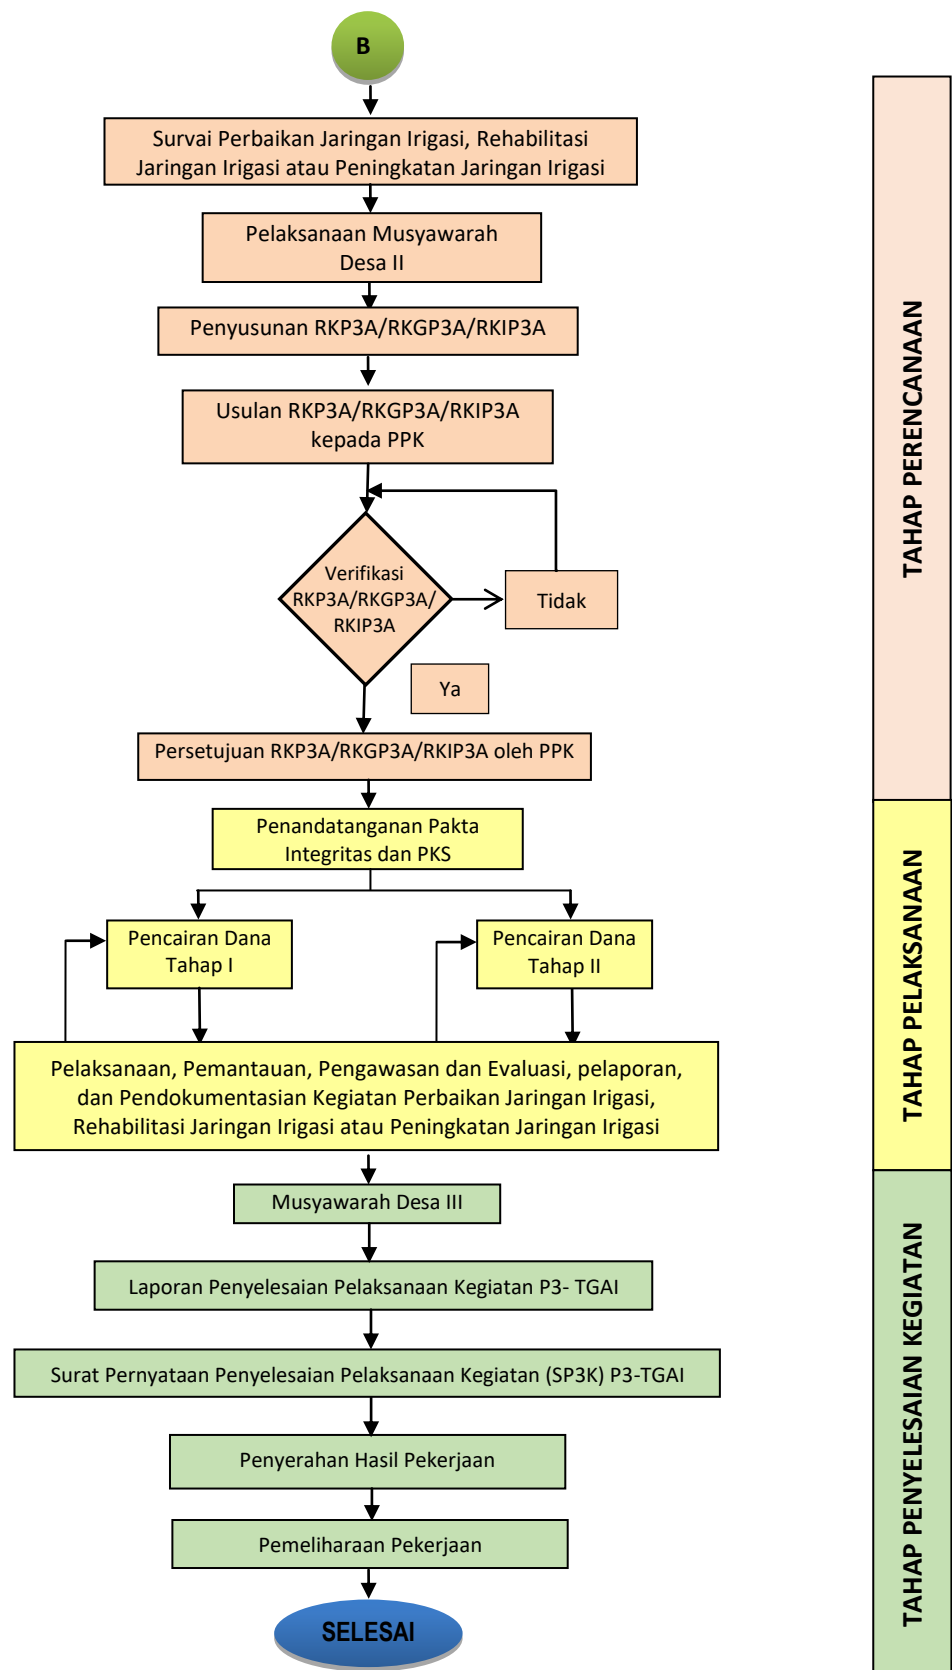 B
Survai Perbaikan Jaringan Irigasi, Rehabilitasi
Jaringan Irigasi atau Peningkatan Jaringan Irigasi
Pelaksanaan Musyawarah
Desa II
Penyusunan RKP3A/RKGP3A/RKIP3A
Usulan RKP3A/RKGP3A/RKIP3A
kepada PPK
Verifikasi
RKP3A/RKGP3A/
RKIP3A
Tidak
Ya
Persetujuan RKP3A/RKGP3A/RKIP3A oleh PPK
TAHAP PERENCANAAN
Penandatanganan Pakta
Integritas dan PKS
Pencairan Dana
Tahap I
Pencairan Dana
Tahap II
Pelaksanaan, Pemantauan, Pengawasan dan Evaluasi, pelaporan,
dan Pendokumentasian Kegiatan Perbaikan Jaringan Irigasi,
Rehabilitasi Jaringan Irigasi atau Peningkatan Jaringan Irigasi
TAHAP PELAKSANAAN
Musyawarah Desa III
Laporan Penyelesaian Pelaksanaan Kegiatan P3- TGAI
Surat Pernyataan Penyelesaian Pelaksanaan Kegiatan (SP3K) P3-TGAI
Penyerahan Hasil Pekerjaan
Pemeliharaan Pekerjaan
SELESAI
TAHAP PENYELESAIAN KEGIATAN